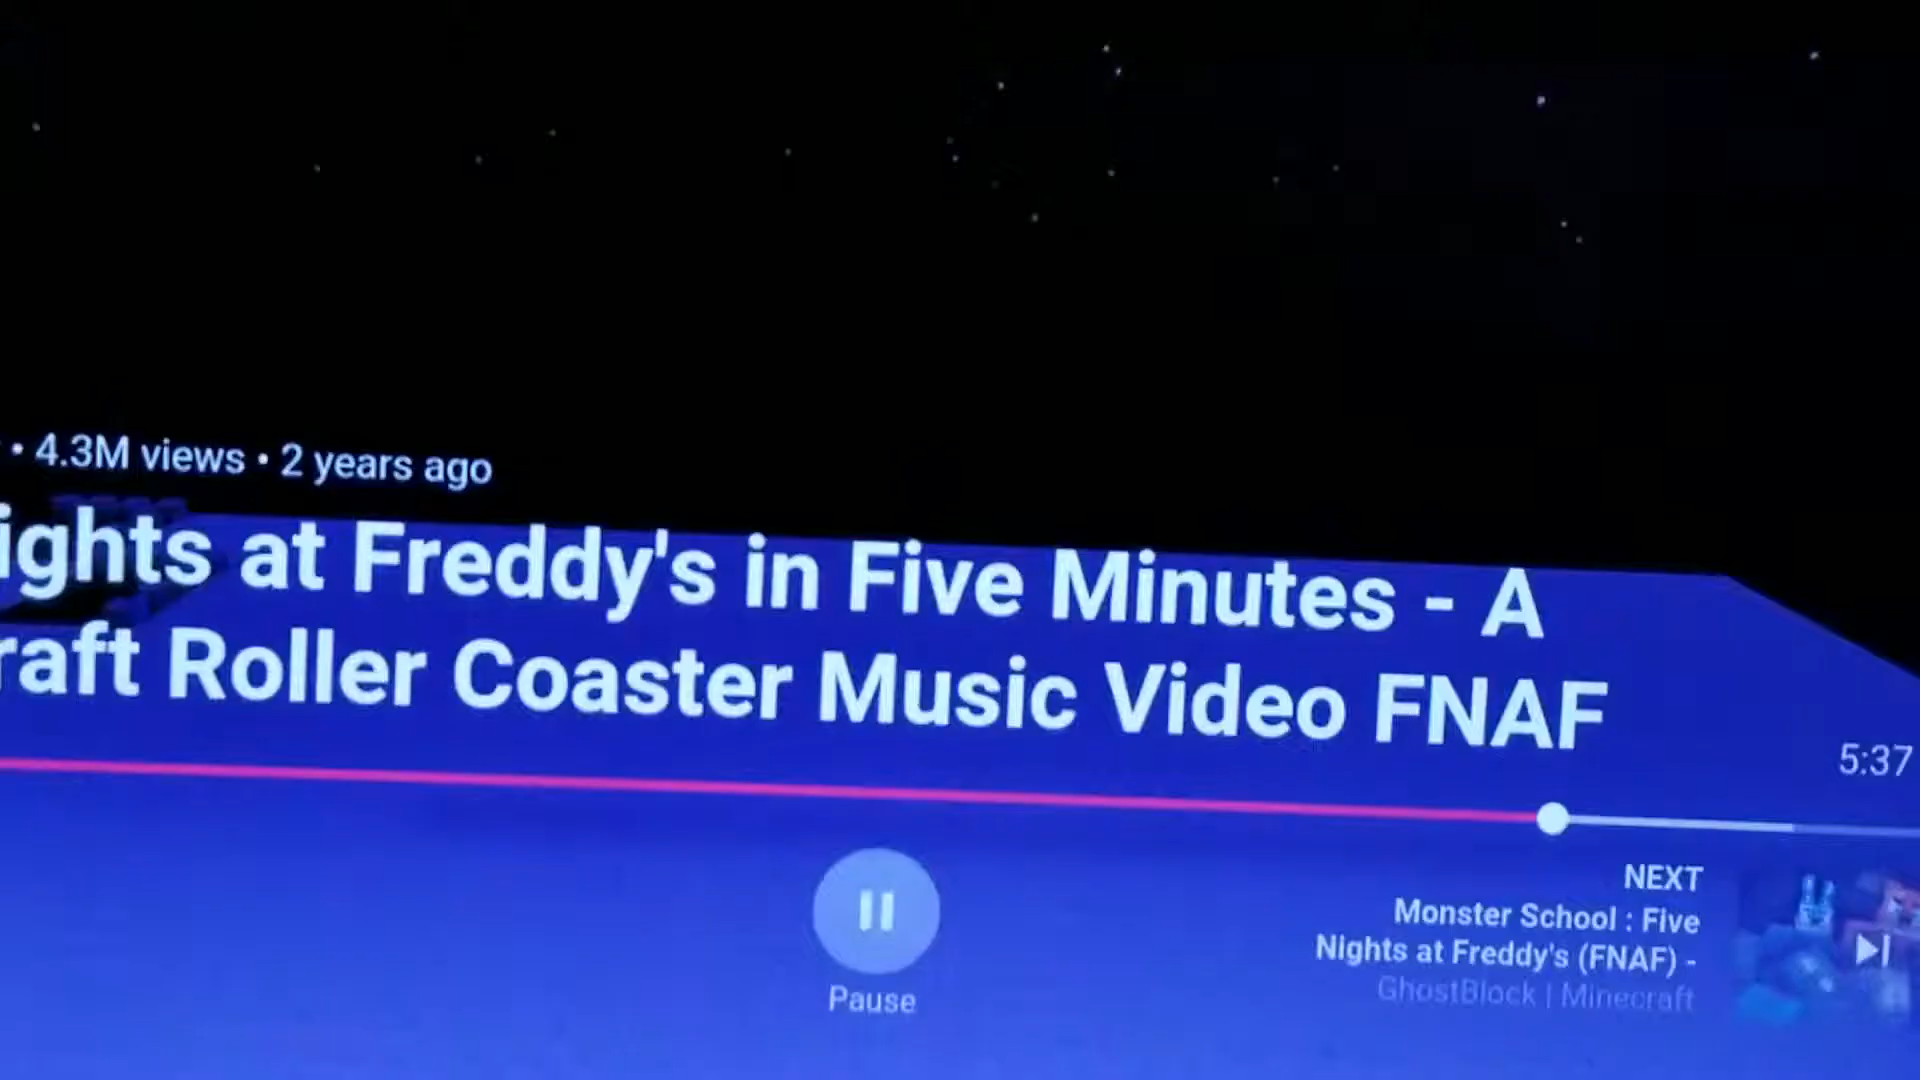 • 4.3M views • 2 years ago
ights at Freddy's in Five Minutes - A
raft Roller Coaster Music Video FNAF
5:37
Pause
NEXT
Monster School : Five
Nights at Freddy's (FNAF) -
GhostBlock | Minecraft